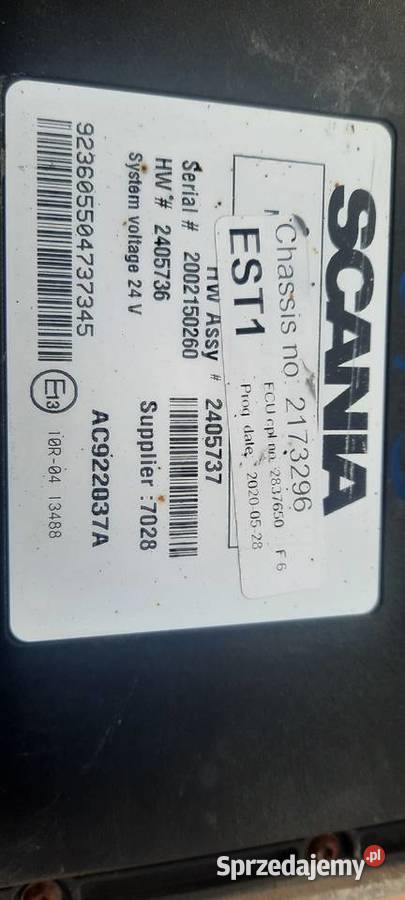 SCANIA
Chassis no: 2173296
ECU cpl no: 2837650 F 6
EST1
Prog date: 2020-05-28
HW Assy # 2405737
Serial # 2002150260
HW # 2405736
Supplier :7028
System voltage 24 V
AC922037A
923605504737345
E13 10R-04 13488
Sprzedajemy.pl